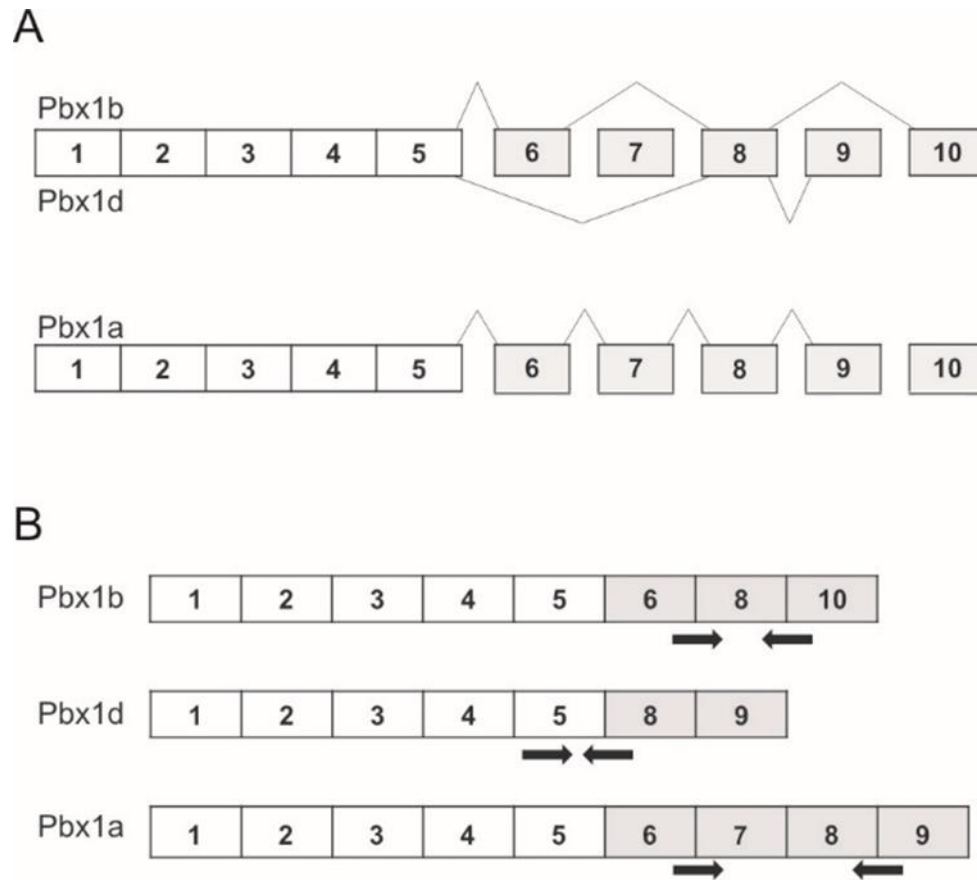 A
Pbx1b
1 2 3 4 5 6 7 8 9 10
Pbx1d
Pbx1a
1 2 3 4 5 6 7 8 9 10
B
Pbx1b 1 2 3 4 5 6 8 10
Pbx1d 1 2 3 4 5 8 9
Pbx1a 1 2 3 4 5 6 7 8 9